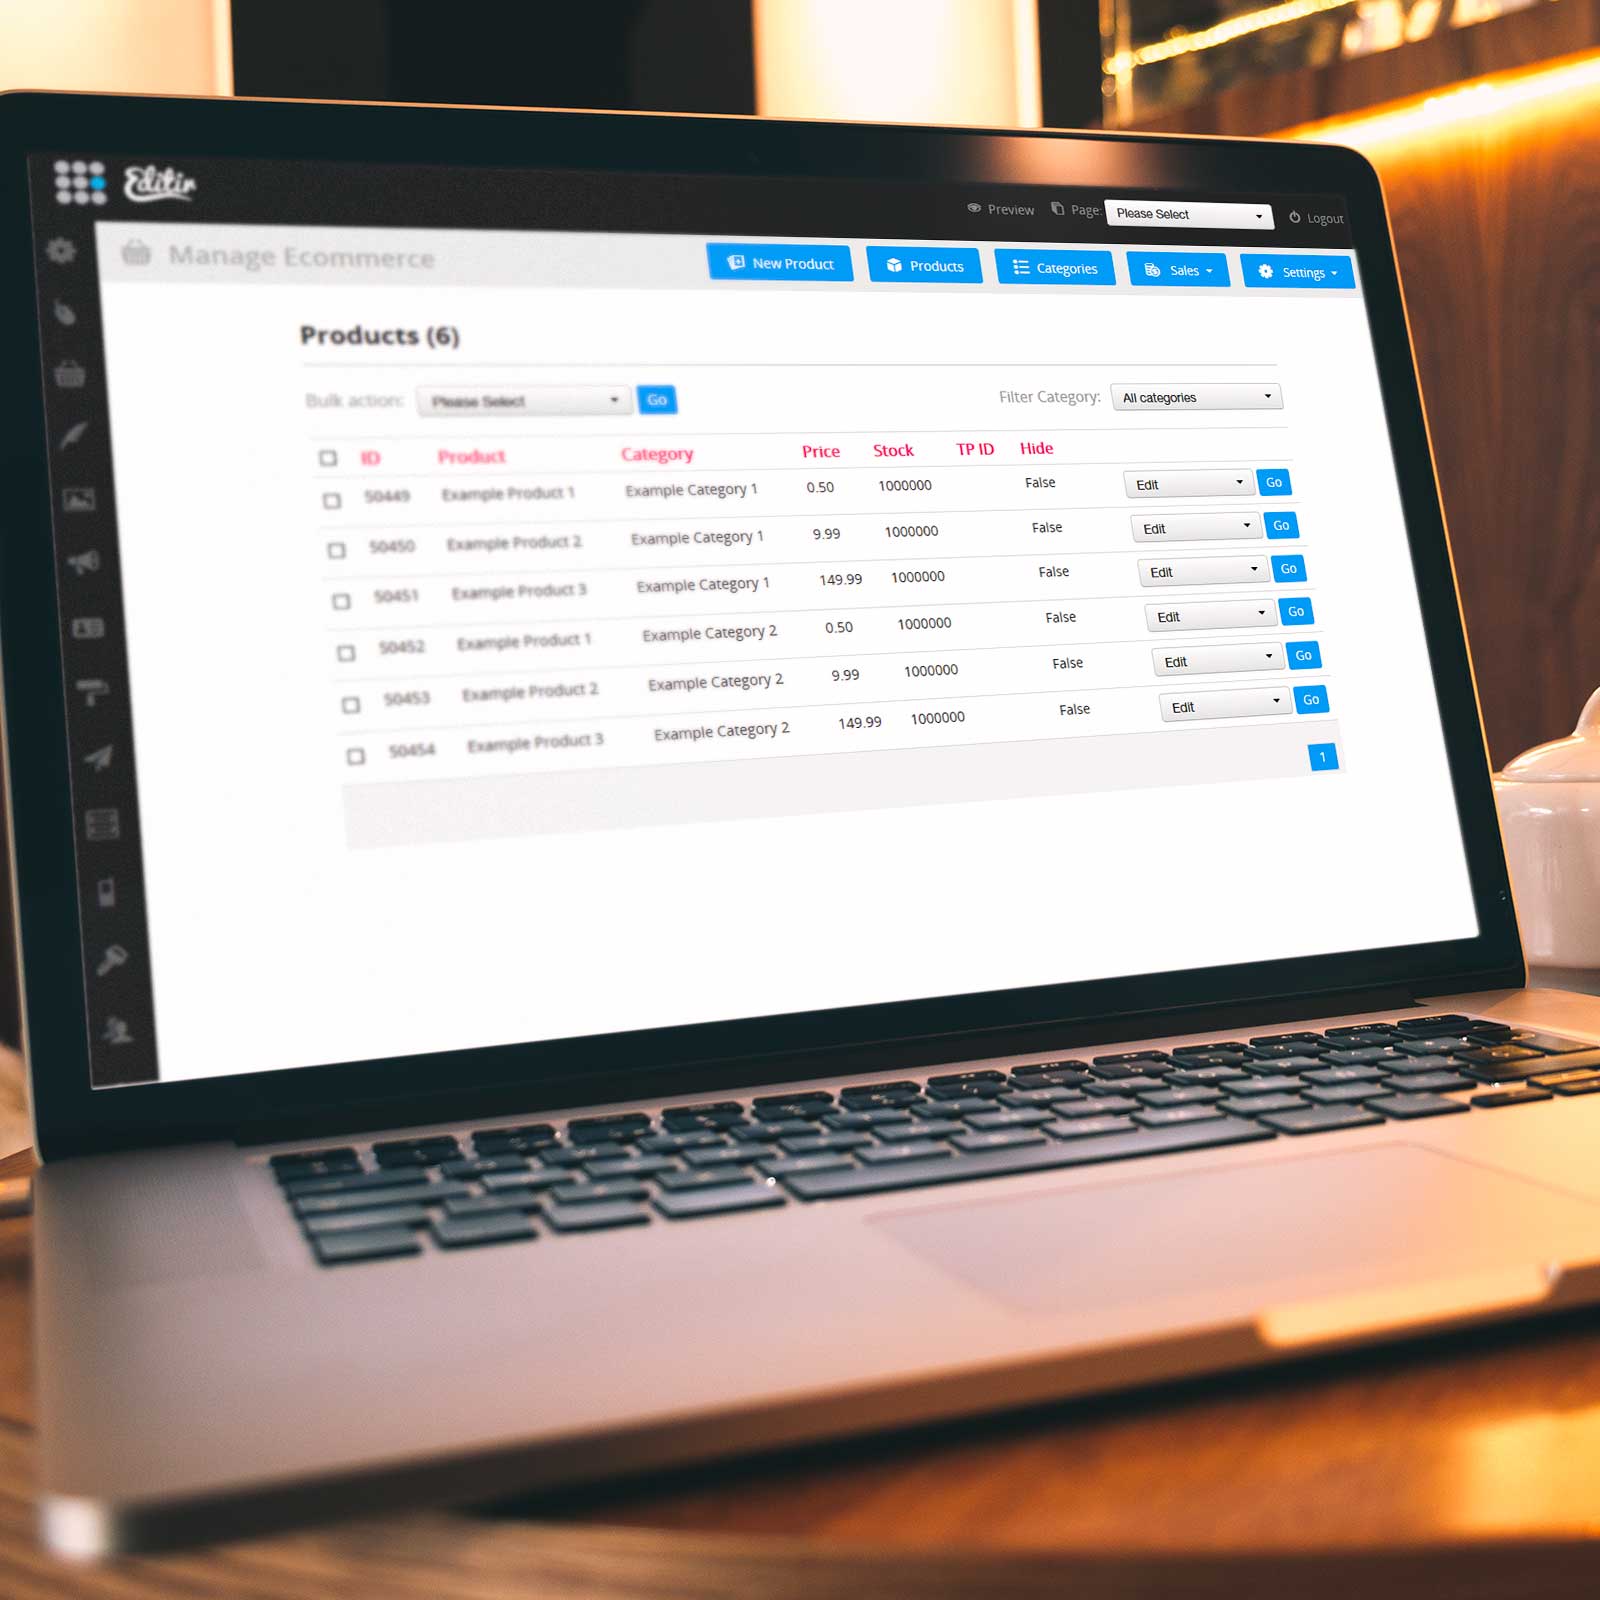 Editir
Preview Page: Please Select Logout
Manage Ecommerce
New Product Products Categories Sales Settings
Products (6)
Bulk action: Please Select Go Filter Category: All categories
ID Product Category Price Stock TP ID Hide
50449 Example Product 1 Example Category 1 0.50 1000000 False Edit Go
50450 Example Product 2 Example Category 1 9.99 1000000 False Edit Go
50451 Example Product 3 Example Category 1 149.99 1000000 False Edit Go
50452 Example Product 1 Example Category 2 0.50 1000000 False Edit Go
50453 Example Product 2 Example Category 2 9.99 1000000 False Edit Go
50454 Example Product 3 Example Category 2 149.99 1000000 False Edit Go
1